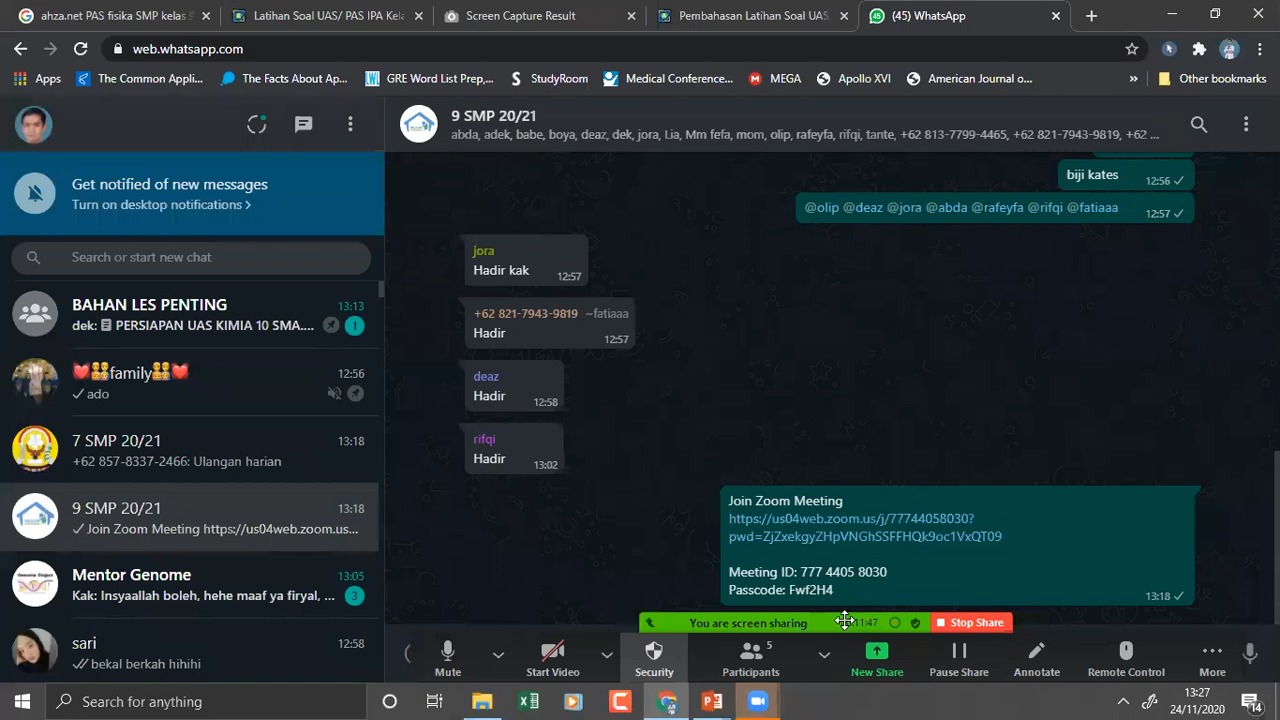 ahza.net PAS fisika SMP kelas
Latihan Soal UAS/ PAS IPA Kela
Screen Capture Result
Pembahasan Latihan Soal UAS
(45) WhatsApp
web.whatsapp.com
Apps
The Common Appli...
The Facts About Ap...
GRE Word List Prep,...
StudyRoom
Medical Conferenc...
MEGA
Apollo XVI
American Journal o...
»
Other bookmarks
9 SMP 20/21
abda, adek, babe, boya, deaz, dek, jora, Lia, Mm fefa, mom, olip, rafeyfa, rifqi, tante, +62 813-7799-4465, +62 821-7943-9819, +62 ...
Get notified of new messages
Turn on desktop notifications >
Search or start new chat
BAHAN LES PENTING
13:13
dek: PERSIAPAN UAS KIMIA 10 SMA....
1
family
12:56
ado
7 SMP 20/21
13:18
+62 857-8337-2466: Ulangan harian
9 SMP 20/21
13:18
Join Zoom Meeting https://us04web.zoom.us...
Mentor Genome
13:05
Kak: Insyaallah boleh, hehe maaf ya firyal, ...
3
sari
12:58
bekal berkah hihihi
biji kates
12:56
@olip @deaz @jora @abda @rafeyfa @rifqi @fatiaaa
12:57
jora
Hadir kak
12:57
+62 821-7943-9819 ~fatiaaa
Hadir
12:57
deaz
Hadir
12:58
rifqi
Hadir
13:02
Join Zoom Meeting
https://us04web.zoom.us/j/77744058030?
pwd=ZjZxekgyZHpVNGhSSFFHQk9oc1VxQT09
Meeting ID: 777 4405 8030
Passcode: Fwf2H4
13:18
You are screen sharing
11:47
Stop Share
Mute
Start Video
Security
Participants
5
New Share
Pause Share
Annotate
Remote Control
More
Search for anything
13:27
24/11/2020
14